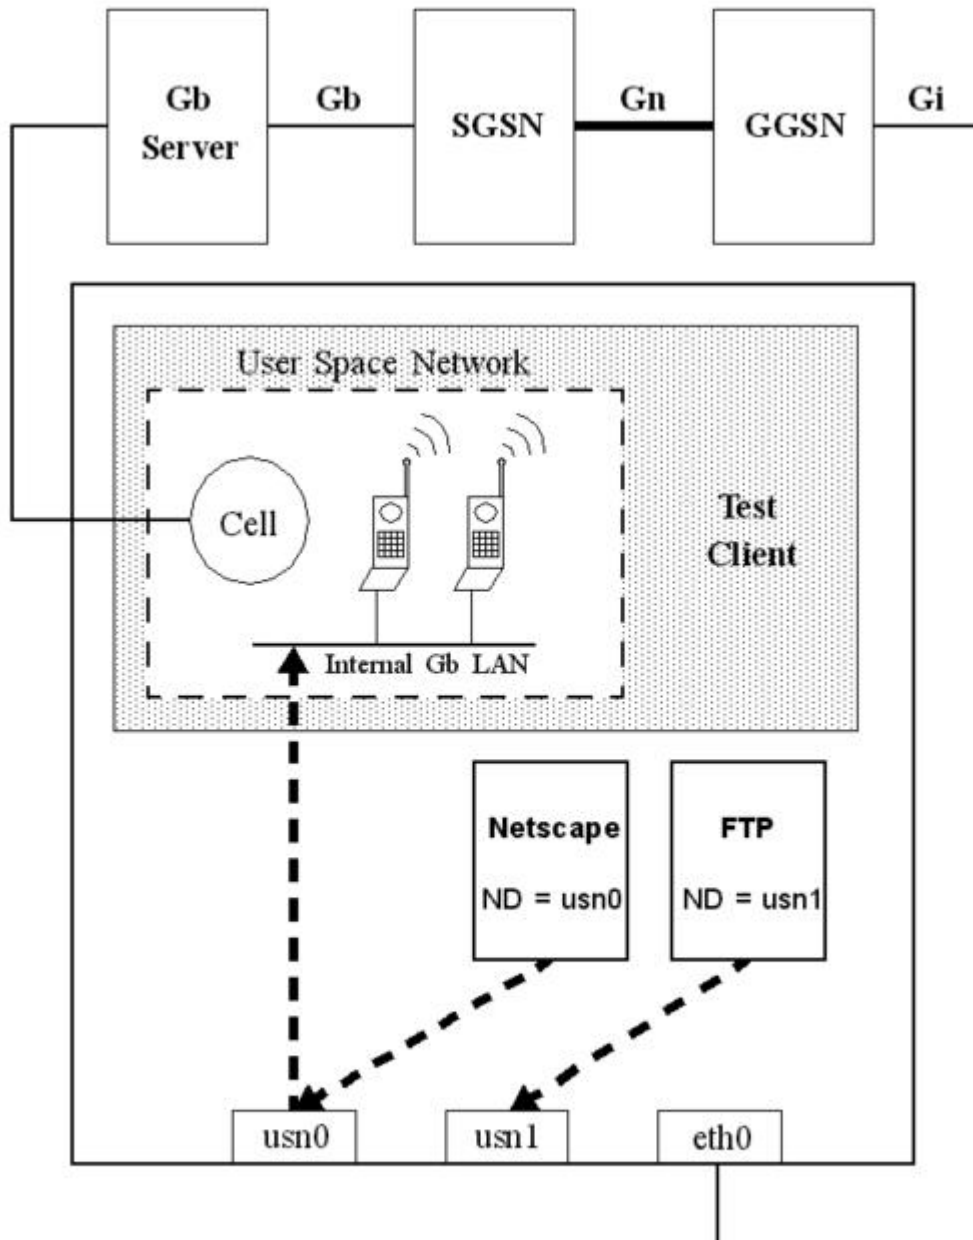 Gb
Server
Gb
SGSN
Gn
GGSN
Gi
User Space Network
Cell
Test
Client
Internal Gb LAN
Netscape
ND = usn0
FTP
ND = usn1
usn0
usn1
eth0